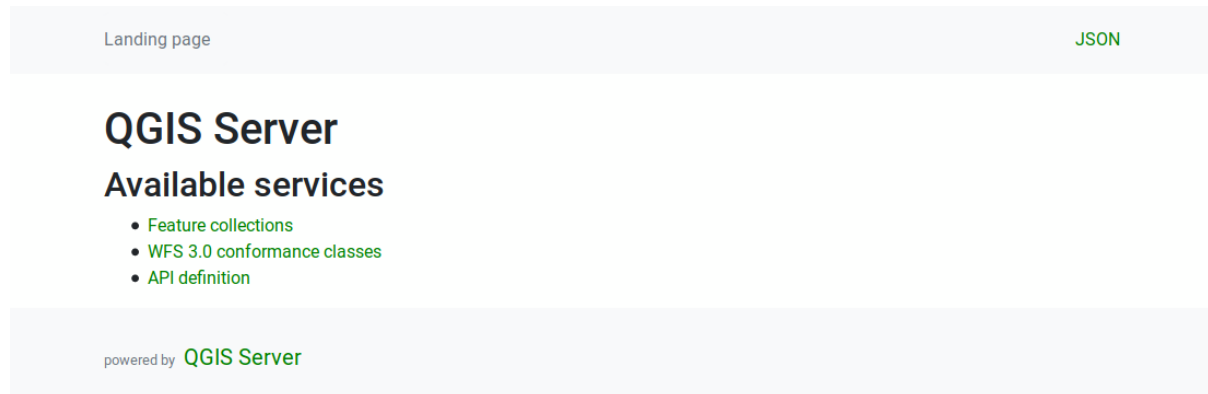 Landing page JSON
QGIS Server
Available services
Feature collections
WFS 3.0 conformance classes
API definition
powered by QGIS Server